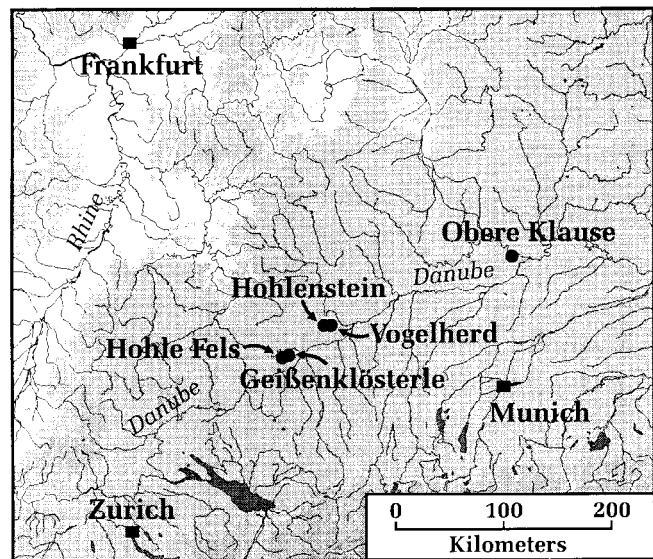 Frankfurt
Rhine
Obere Klause
Danube
Hohlenstein
Vogelherd
Hohle Fels
Geißenklösterle
Danube
Munich
Zurich
0 100 200
Kilometers